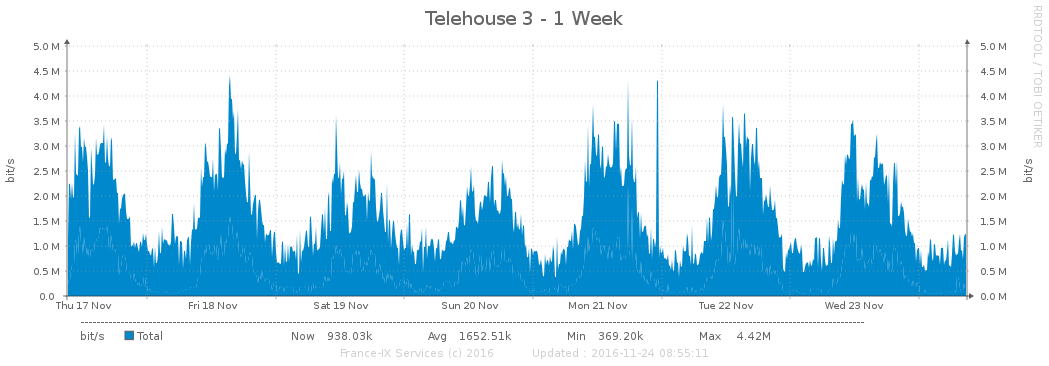 Telehouse 3 - 1 Week
RRDTOOL / TOBI OETIKER
bit/s
5.0 M 5.0 M
4.5 M 4.5 M
4.0 M 4.0 M
3.5 M 3.5 M
3.0 M 3.0 M
2.5 M 2.5 M
2.0 M 2.0 M
1.5 M 1.5 M
1.0 M 1.0 M
0.5 M 0.5 M
0.0 0.0 M
bit/s
Thu 17 Nov Fri 18 Nov Sat 19 Nov Sun 20 Nov Mon 21 Nov Tue 22 Nov Wed 23 Nov
bit/s Total Now 938.03k Avg 1652.51k Min 369.20k Max 4.42M
France-IX Services (c) 2016 Updated : 2016-11-24 08:55:11